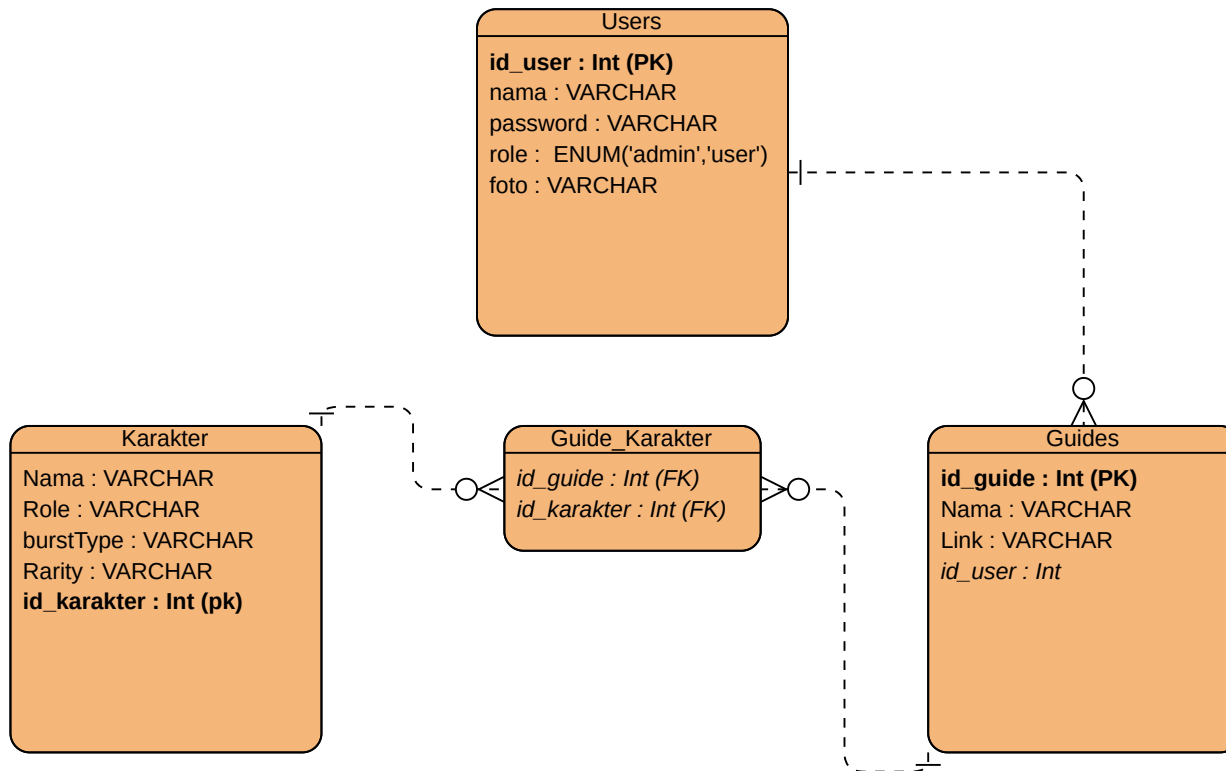 Users
id_user : Int (PK)
nama : VARCHAR
password : VARCHAR
role :  ENUM('admin','user')
foto : VARCHAR
Karakter
Nama : VARCHAR
Role : VARCHAR
burstType : VARCHAR
Rarity : VARCHAR
id_karakter : Int (pk)
Guide_Karakter
id_guide : Int (FK)
id_karakter : Int (FK)
Guides
id_guide : Int (PK)
Nama : VARCHAR
Link : VARCHAR
id_user : Int